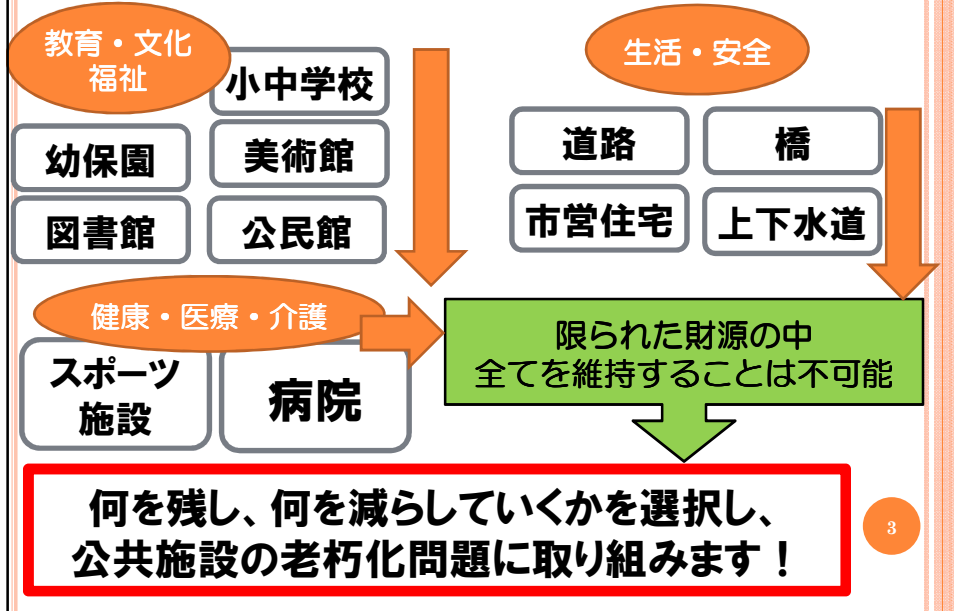 教育・文化
福祉
小中学校
幼保園
美術館
図書館
公民館
生活・安全
道路
橋
市営住宅
上下水道
健康・医療・介護
スポーツ
施設
病院
限られた財源の中
全てを維持することは不可能
何を残し、何を減らしていくかを選択し、
公共施設の老朽化問題に取り組みます！
3